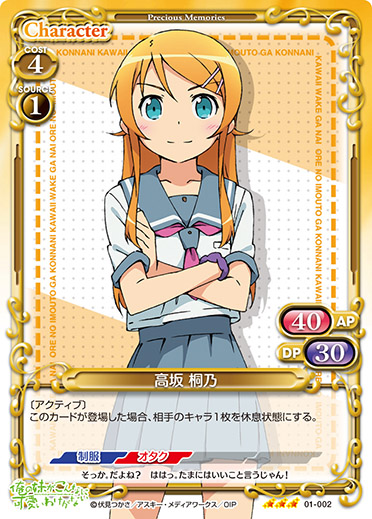 Precious Memories
Character
COST
4
SOURCE
1
KONNANI KAWAII WAKE GA NAI ORE NO IMOUTO GA KONNANI
KAWAII WAKE GA NAI ORE NO IMOUTO GA KONNANI KAWAII WAKE GA NAI
40 AP
DP 30
高坂 桐乃
［アクティブ］
このカードが登場した場合、相手のキャラ1枚を休息状態にする。
制服 オタク
そっか、だよね？ ははっ。たまにはいいこと言うじゃん！
俺の妹がこんなに可愛いわけがない
©伏見つかさ／アスキー・メディアワークス／OIP
01-002